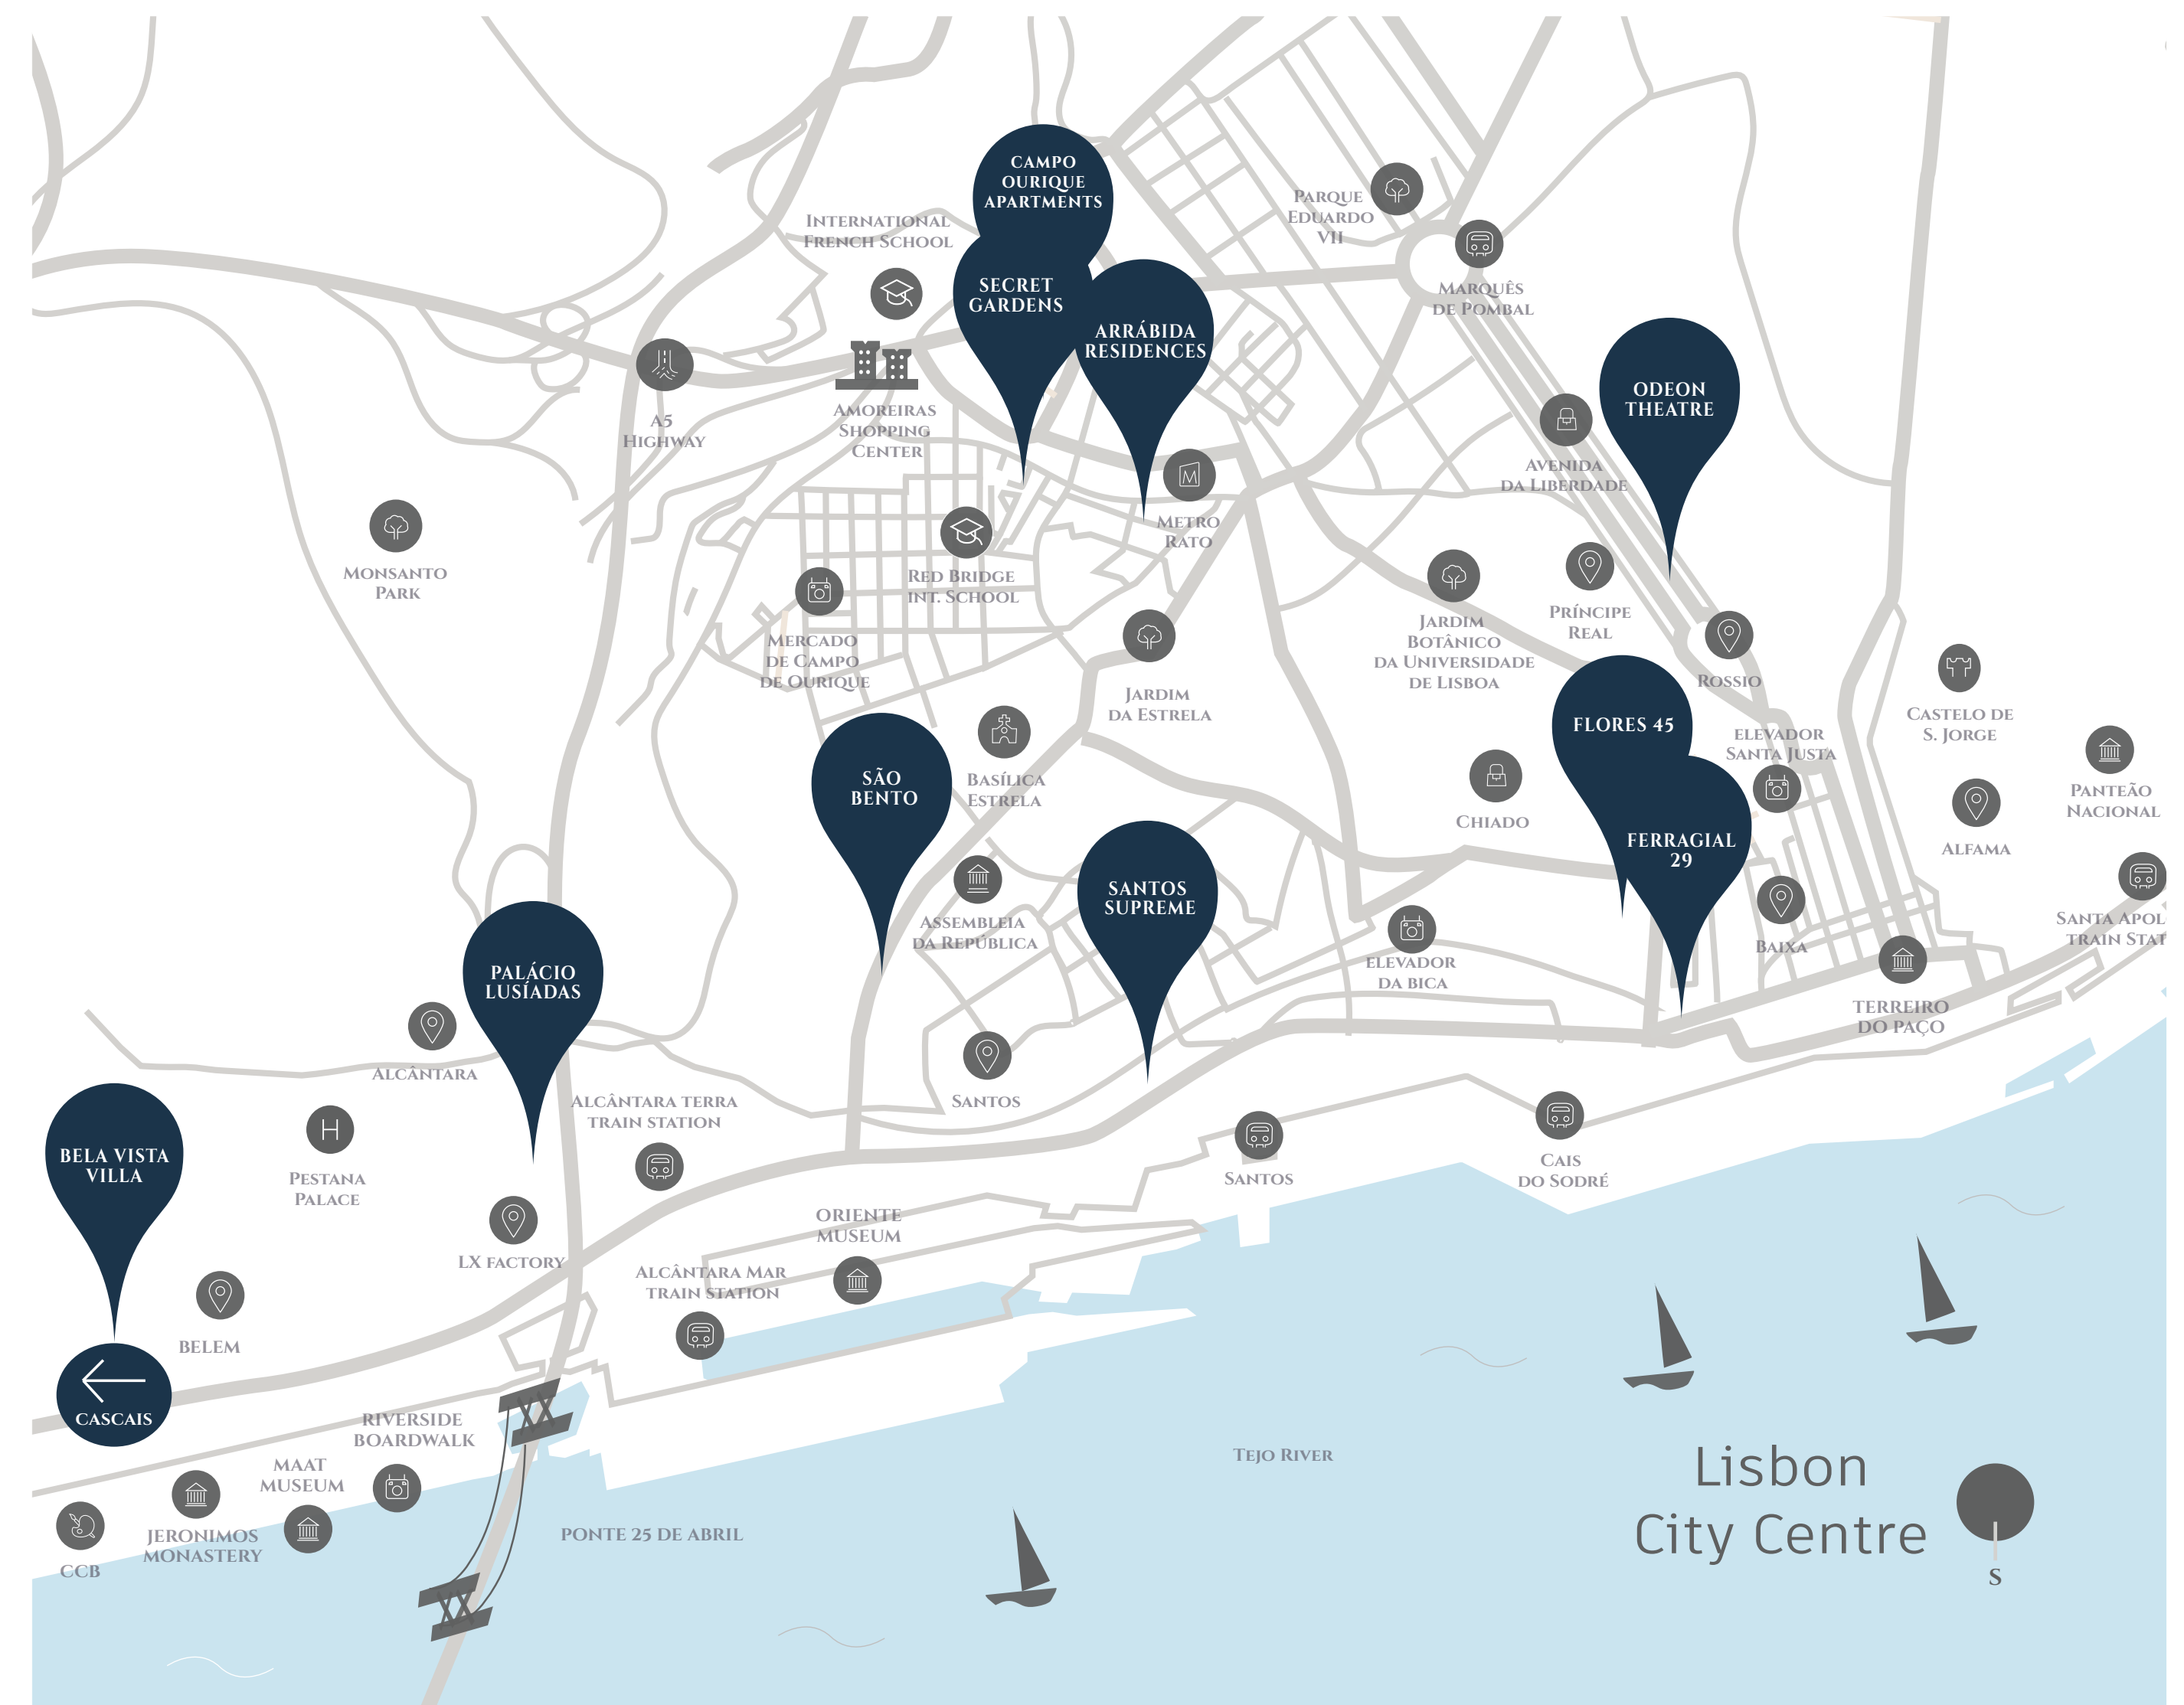 CAMPO
OURIQUE
APARTMENTS
INTERNATIONAL
FRENCH SCHOOL
PARQUE
EDUARDO
VII
SECRET
GARDENS
MARQUÊS
DE POMBAL
ARRÁBIDA
RESIDENCES
ODEON
THEATRE
A5
HIGHWAY
AMOREIRAS
SHOPPING
CENTER
AVENIDA
DA LIBERDADE
M
METRO
RATO
MONSANTO
PARK
RED BRIDGE
INT. SCHOOL
MERCADO
DE CAMPO
DE OURIQUE
JARDIM
BOTÂNICO
DA UNIVERSIDADE
DE LISBOA
PRÍNCIPE
REAL
ROSSIO
JARDIM
DA ESTRELA
CASTELO DE
S. JORGE
FLORES 45
ELEVADOR
SANTA JUSTA
SÃO
BENTO
BASÍLICA
ESTRELA
PANTEÃO
NACIONAL
CHIADO
FERRAGIAL
29
ALFAMA
SANTOS
SUPREME
ASSEMBLEIA
DA REPÚBLICA
SANTA APOL
TRAIN STAT
BAIXA
ELEVADOR
DA BICA
PALÁCIO
LUSÍADAS
TERREIRO
DO PAÇO
ALCÂNTARA
SANTOS
ALCÂNTARA TERRA
TRAIN STATION
BELA VISTA
VILLA
H
PESTANA
PALACE
SANTOS
CAIS
DO SODRÉ
ORIENTE
MUSEUM
LX FACTORY
ALCÂNTARA MAR
TRAIN STATION
BELEM
CASCAIS
RIVERSIDE
BOARDWALK
MAAT
MUSEUM
TEJO RIVER
JERONIMOS
MONASTERY
CCB
PONTE 25 DE ABRIL
Lisbon
City Centre
S